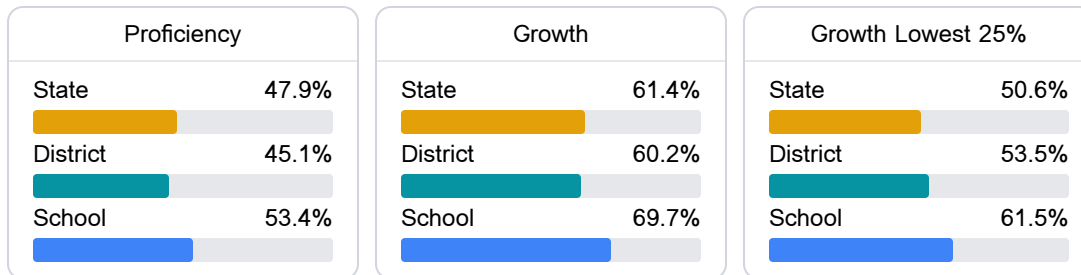 Proficiency
State 47.9%
District 45.1%
School 53.4%
Growth
State 61.4%
District 60.2%
School 69.7%
Growth Lowest 25%
State 50.6%
District 53.5%
School 61.5%